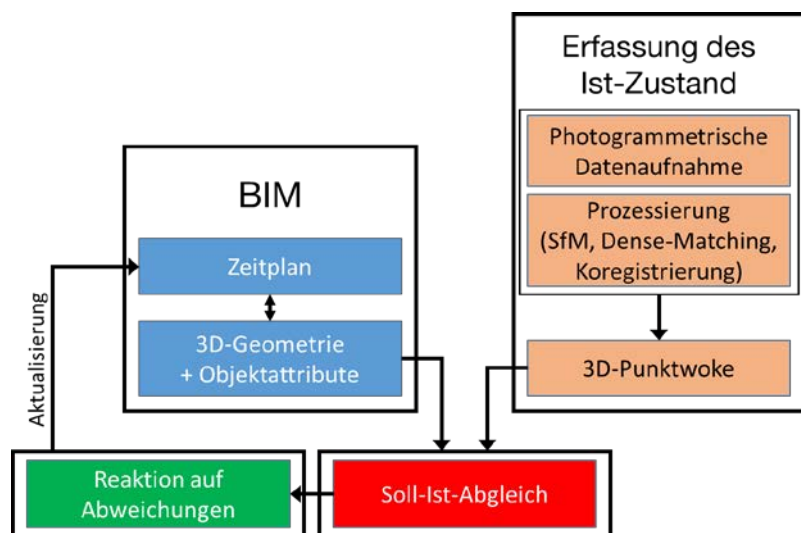 Erfassung des
Ist-Zustand
Photogrammetrische
Datenaufnahme
Prozessierung
(SfM, Dense-Matching,
Koregistrierung)
3D-Punktwoke
BIM
Zeitplan
3D-Geometrie
+ Objektattribute
Aktualisierung
Reaktion auf
Abweichungen
Soll-Ist-Abgleich